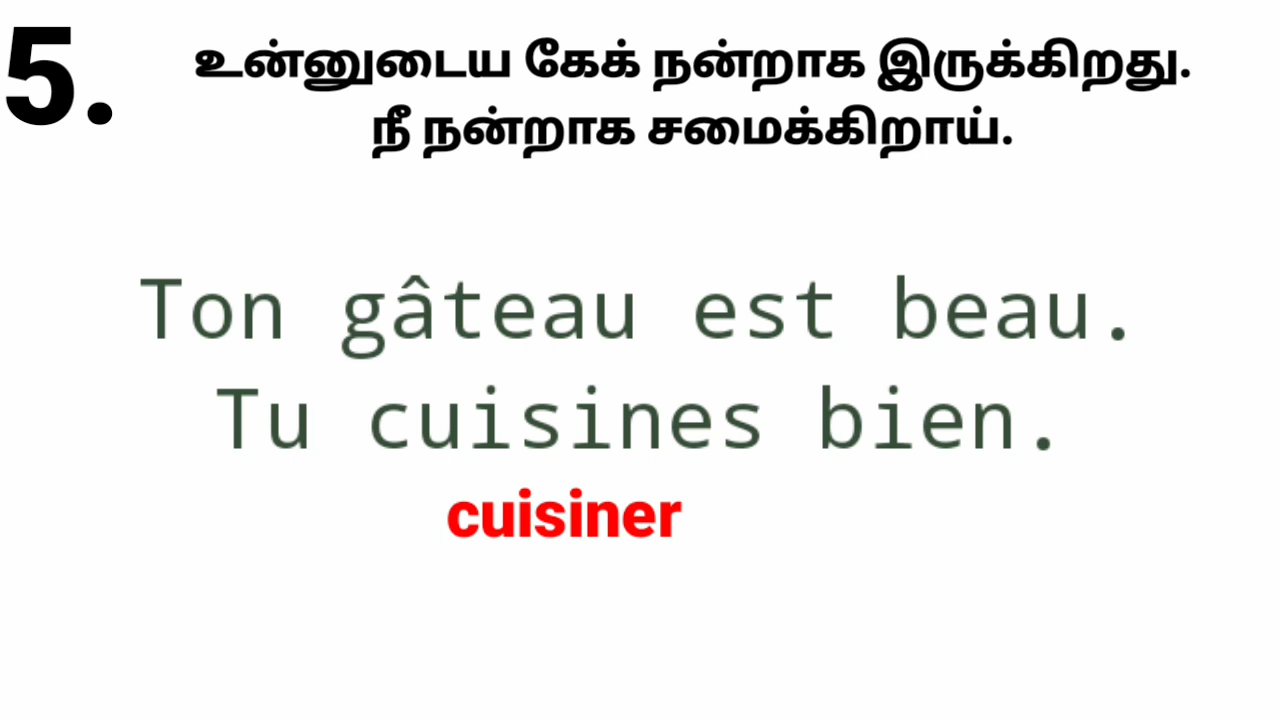 5.
உன்னுடைய கேக் நன்றாக இருக்கிறது.
நீ நன்றாக சமைக்கிறாய்.
Ton gâteau est beau.
Tu cuisines bien.
cuisiner